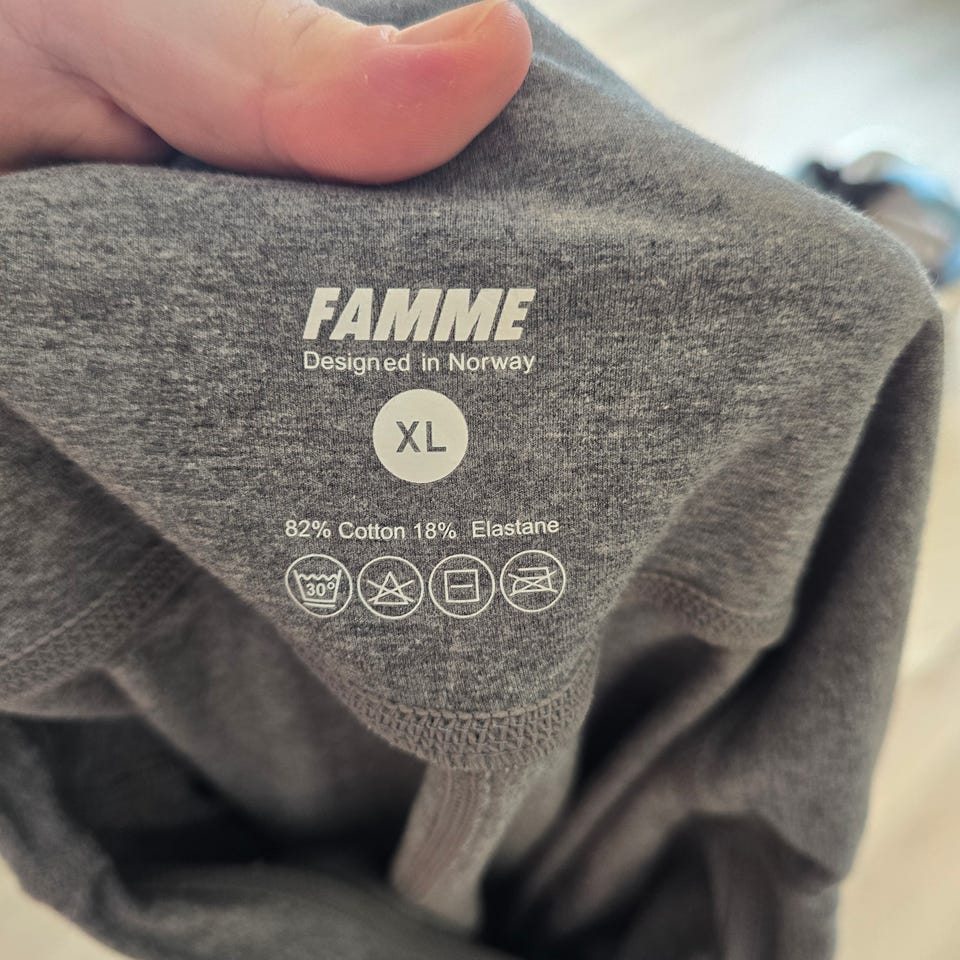 FAMME
Designed in Norway
XL
82% Cotton 18% Elastane
30°